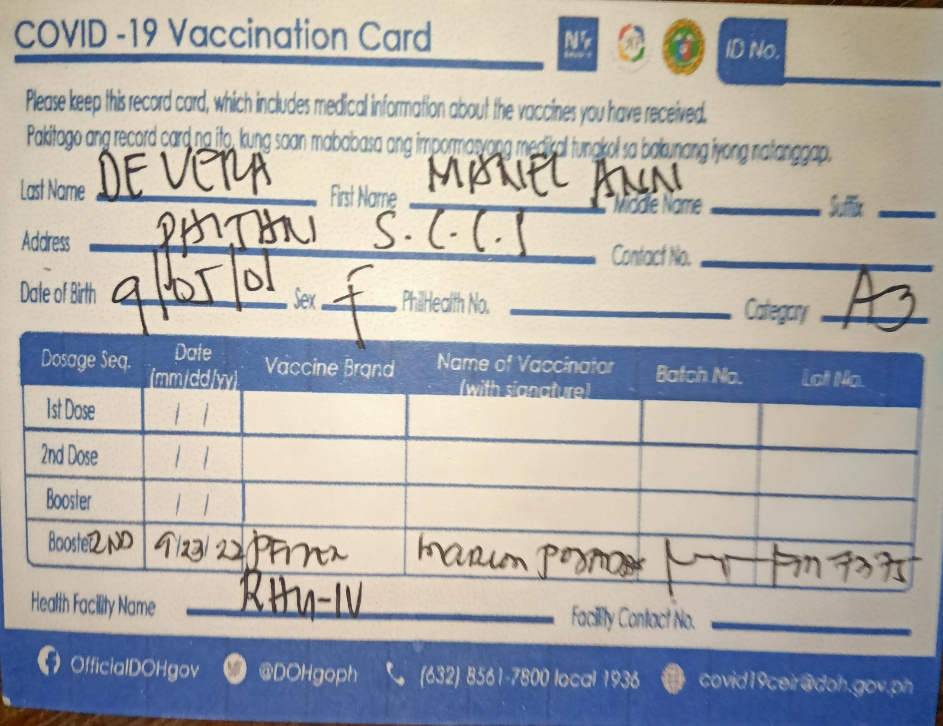 COVID -19 Vaccination Card ID No.
Please keep this record card, which includes medical information about the vaccines you have received.
Pakitago ang record card na ito, kung saan mababasa ang impormasyong medikal tungkol sa bakunang iyong natanggap.
Last Name DE VERA First Name MANEL ANN Middle Name Suffix
Address PAITAN S.C.C.I Contact No.
Date of Birth 9/05/01 Sex F PhilHealth No. Category A3
Dosage Seq. Date (mm/dd/yy) Vaccine Brand Name of Vaccinator (with signature) Batch No. Lot No.
1st Dose / /
2nd Dose / /
Booster / /
Booster 2ND 9/23/22 PFIZER
Health Facility Name RHU-IV Facility Contact No.
OfficialDOHgov @DOHgoph (632) 8561-7800 local 1936 covid19ceir@doh.gov.ph